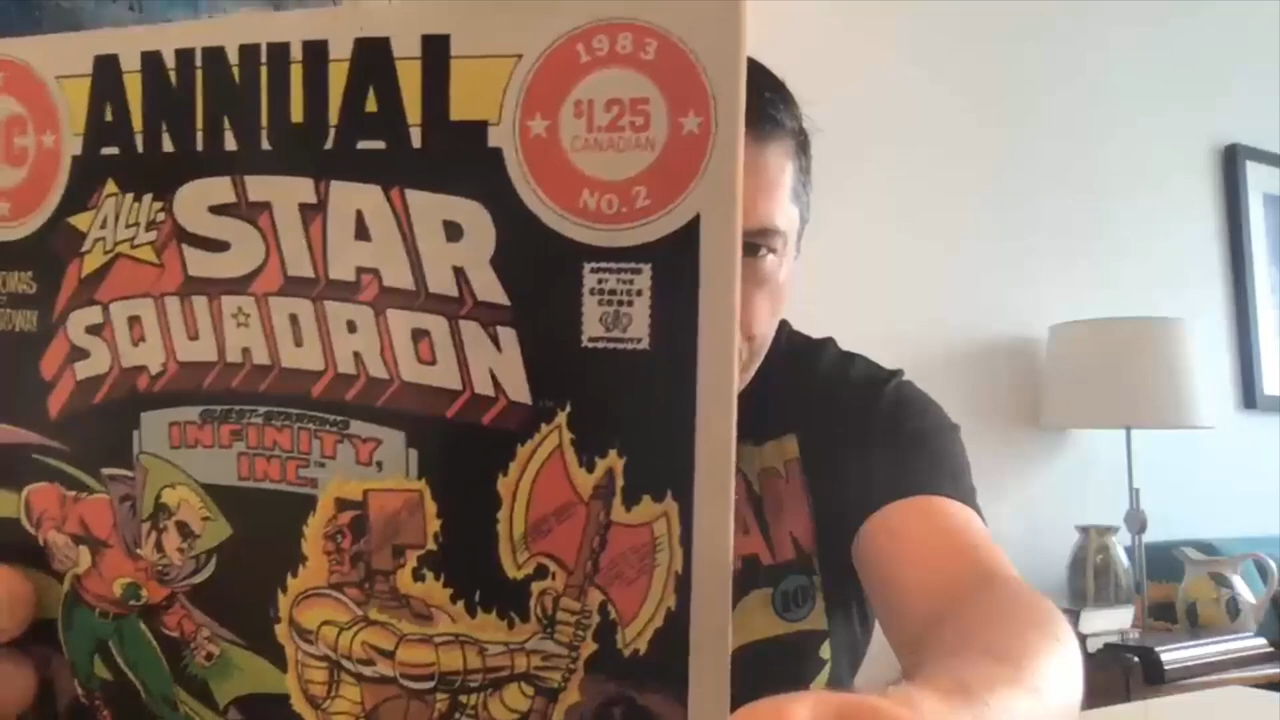 ANNUAL
1983
$1.25
CANADIAN
NO. 2
ALL-
STAR
SQUADRON
APPROVED
BY THE
COMICS
CODE
AUTHORITY
GUEST-STARRING
INFINITY,
INC.™